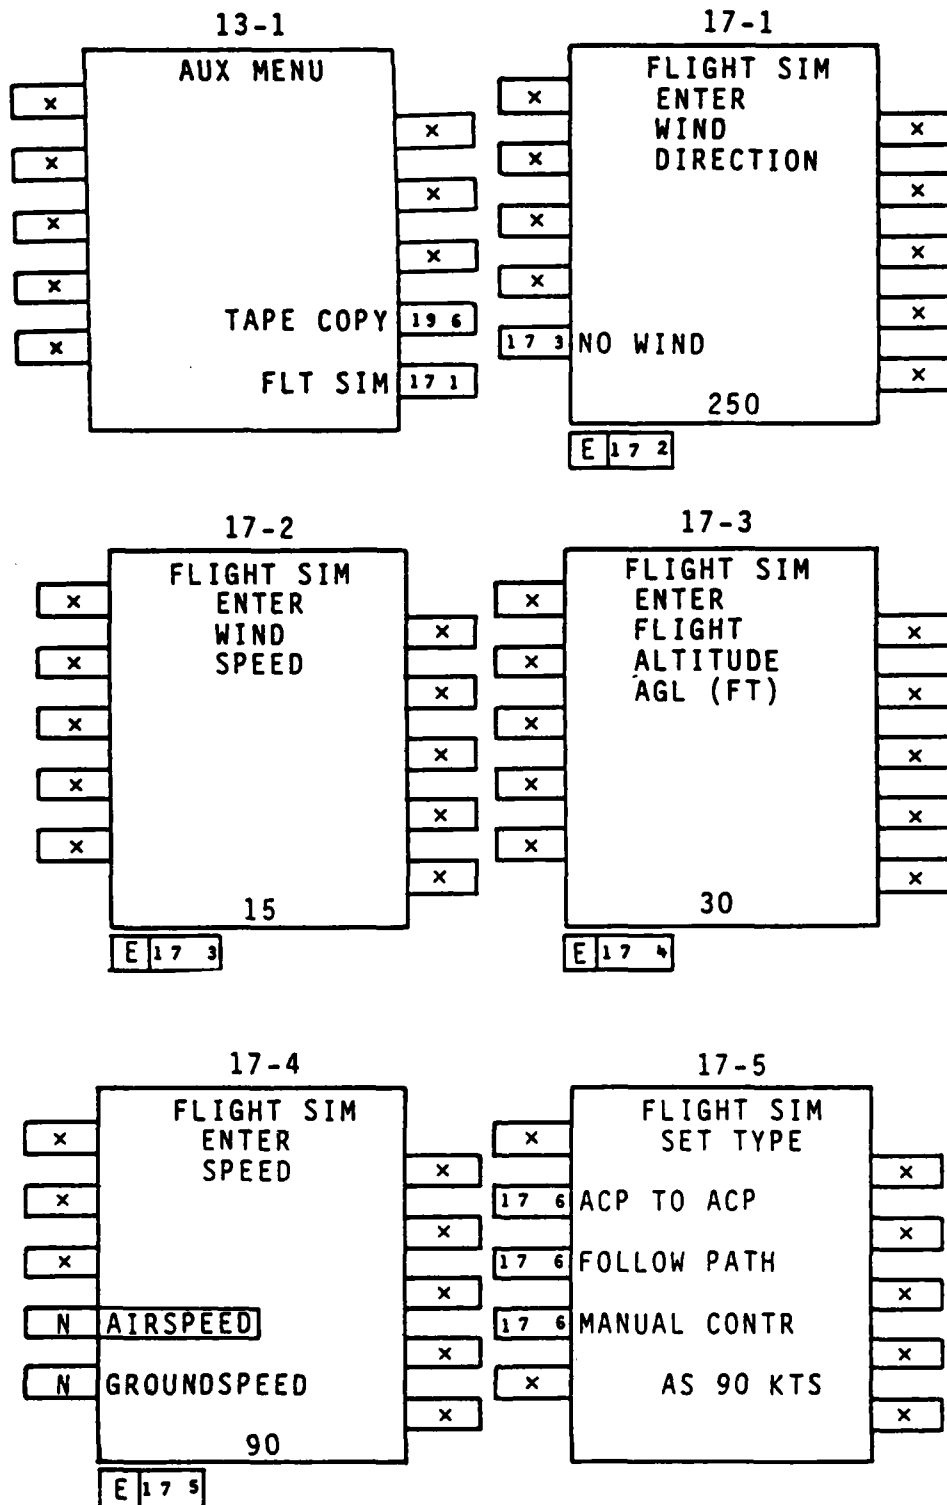 13-1
AUX MENU
x
x
x
x
x
x
x
x
TAPE COPY 19 6
FLT SIM 17 1
17-1
FLIGHT SIM
ENTER
WIND
DIRECTION
x
x
x
x
x
x
x
x
x
17 3 NO WIND
250
E 17 2
17-2
FLIGHT SIM
ENTER
WIND
SPEED
x
x
x
x
x
x
x
x
x
x
15
E 17 3
17-3
FLIGHT SIM
ENTER
FLIGHT
ALTITUDE
AGL (FT)
x
x
x
x
x
x
x
x
x
x
30
E 17 4
17-4
FLIGHT SIM
ENTER
SPEED
x
x
x
x
x
x
x
x
N AIRSPEED
N GROUNDSPEED
90
E 17 5
17-5
FLIGHT SIM
SET TYPE
x
x
17 6 ACP TO ACP
x
17 6 FOLLOW PATH
x
17 6 MANUAL CONTR
x
x AS 90 KTS
x